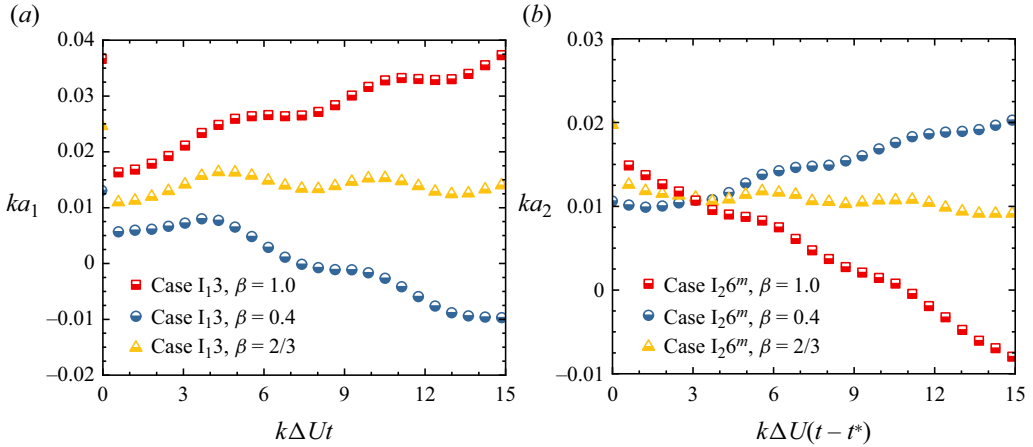 (a)
0.04
0.03
0.02
ka₁
0.01
0
−0.01
−0.02
Case I₁3, β = 1.0
Case I₁3, β = 0.4
Case I₁3, β = 2/3
0 3 6 9 12 15
kΔUt
(b)
0.03
0.02
ka₂
0.01
0
−0.01
Case I₂6ᵐ, β = 1.0
Case I₂6ᵐ, β = 0.4
Case I₂6ᵐ, β = 2/3
0 3 6 9 12 15
kΔU(t − t*)